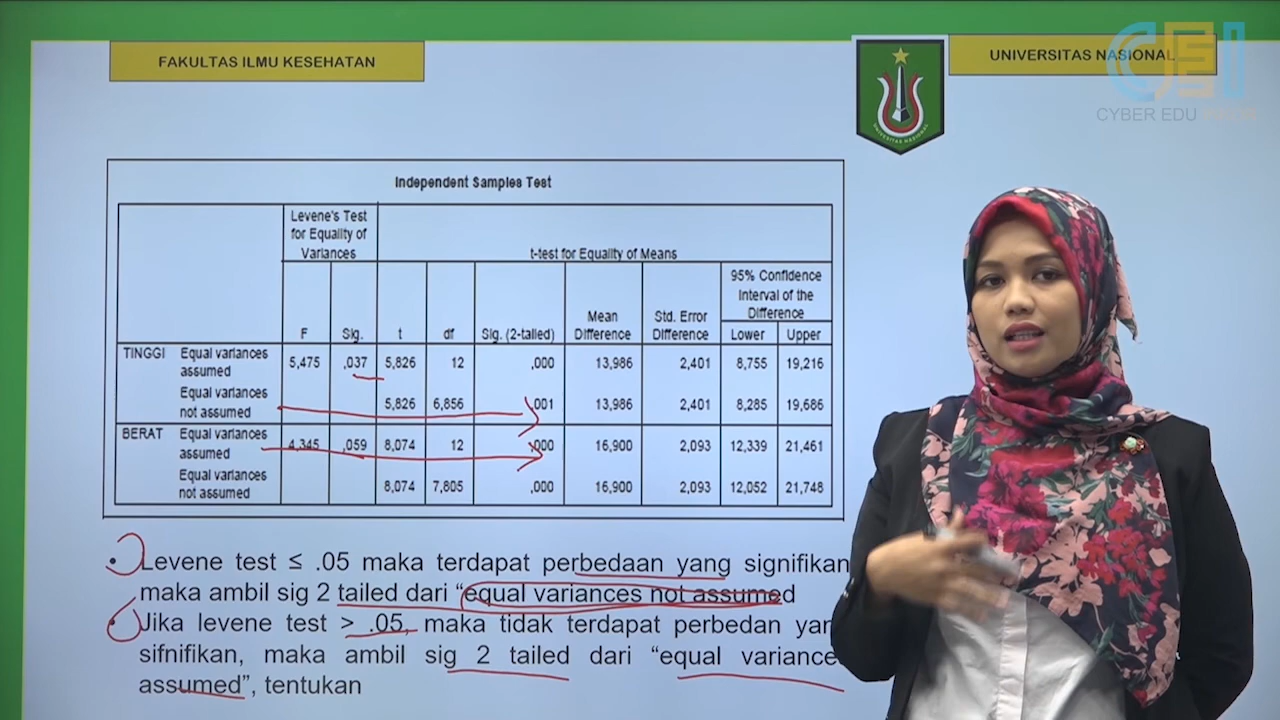 FAKULTAS ILMU KESEHATAN
UNIVERSITAS NASIONAL
CEI
CYBER EDU
UNIVERSITAS NASIONAL
Independent Samples Test
Levene's Test for Equality of Variances
t-test for Equality of Means
95% Confidence Interval of the Difference
F Sig. t df Sig. (2-tailed) Mean Difference Std. Error Difference Lower Upper
TINGGI Equal variances assumed 5,475 ,037 5,826 12 ,000 13,986 2,401 8,755 19,216
Equal variances not assumed 5,826 6,856 ,001 13,986 2,401 8,285 19,686
BERAT Equal variances assumed 4,345 ,059 8,074 12 ,000 16,900 2,093 12,339 21,461
Equal variances not assumed 8,074 7,805 ,000 16,900 2,093 12,052 21,748
• Levene test ≤ .05 maka terdapat perbedaan yang signifikan
maka ambil sig 2 tailed dari “equal variances not assumed
• Jika levene test > .05, maka tidak terdapat perbedan
sifnifikan, maka ambil sig 2 tailed dari “equal
assumed”, tentukan